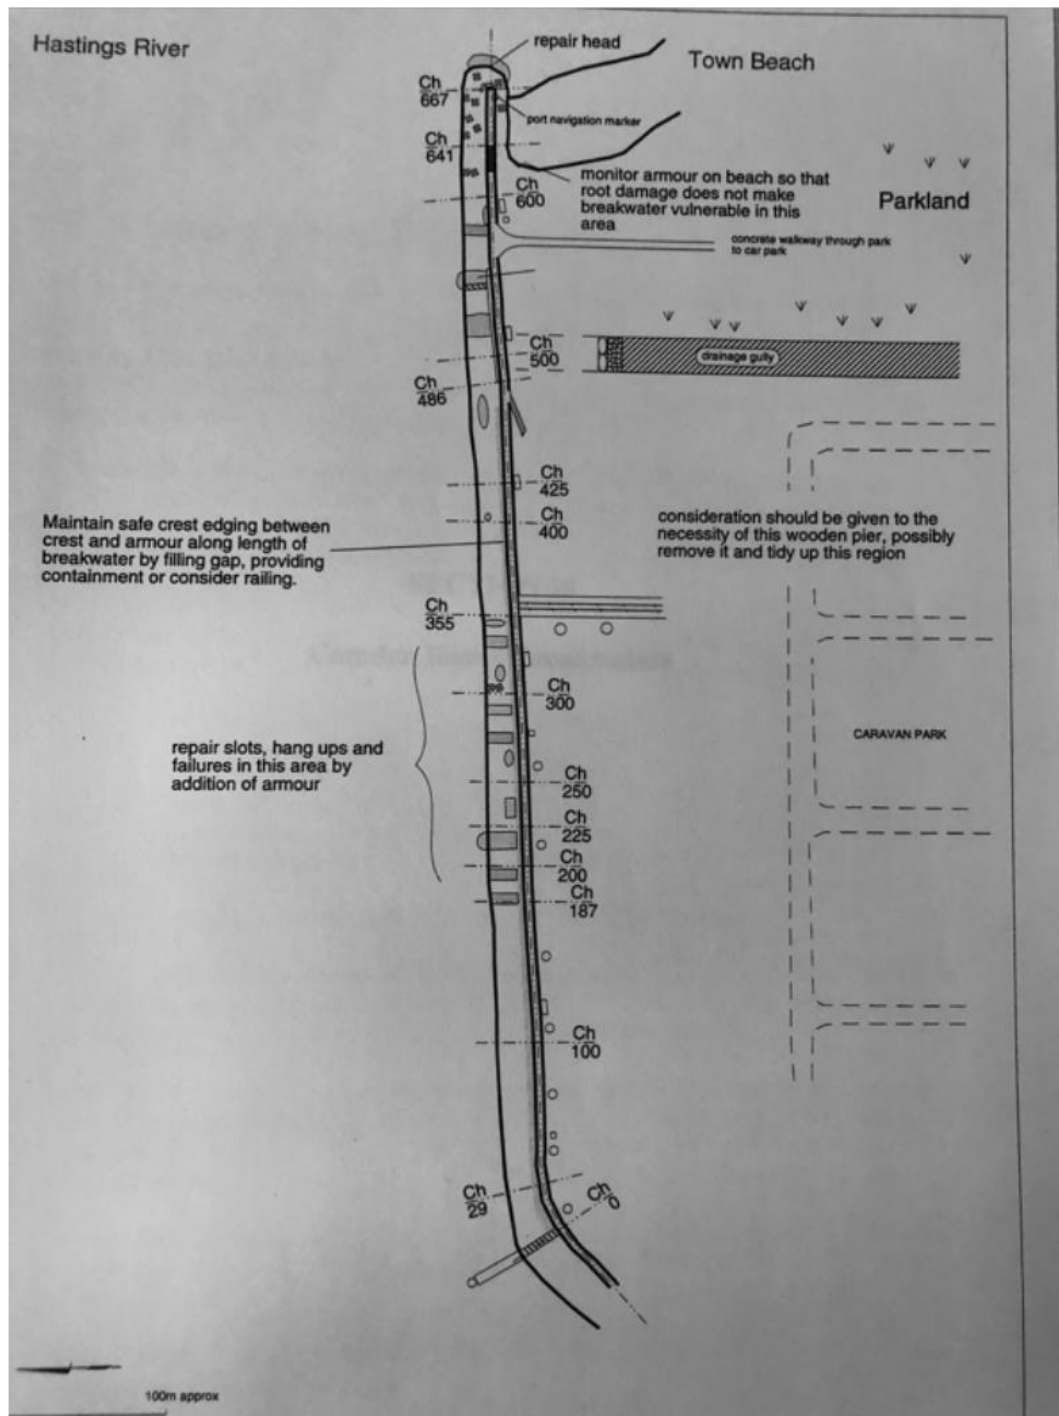 Hastings River
repair head
Town Beach
Ch
667
port navigation marker
Ch
641
monitor armour on beach so that
root damage does not make
breakwater vulnerable in this
area
Ch
600
Parkland
concrete walkway through park
to car park
Ch
500
drainage gully
Ch
486
Ch
425
Maintain safe crest edging between
crest and armour along length of
breakwater by filling gap, providing
containment or consider railing.
Ch
400
consideration should be given to the
necessity of this wooden pier, possibly
remove it and tidy up this region
Ch
355
Ch
300
repair slots, hang ups and
failures in this area by
addition of armour
CARAVAN PARK
Ch
250
Ch
225
Ch
200
Ch
187
Ch
100
Ch
29
Ch
0
100m approx